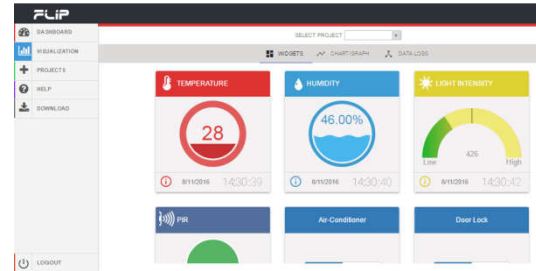 FLiP
DASHBOARD
VISUALIZATION
PROJECTS
HELP
DOWNLOAD
LOGOUT
SELECT PROJECT
WIDGETS CHART/GRAPH DATA LOGS
TEMPERATURE
28
8/11/2016 14:30:39
HUMIDITY
46.00%
8/11/2016 14:30:40
LIGHT INTENSITY
Low 426 High
8/11/2016 14:30:42
PIR
Air-Conditioner
Door Lock